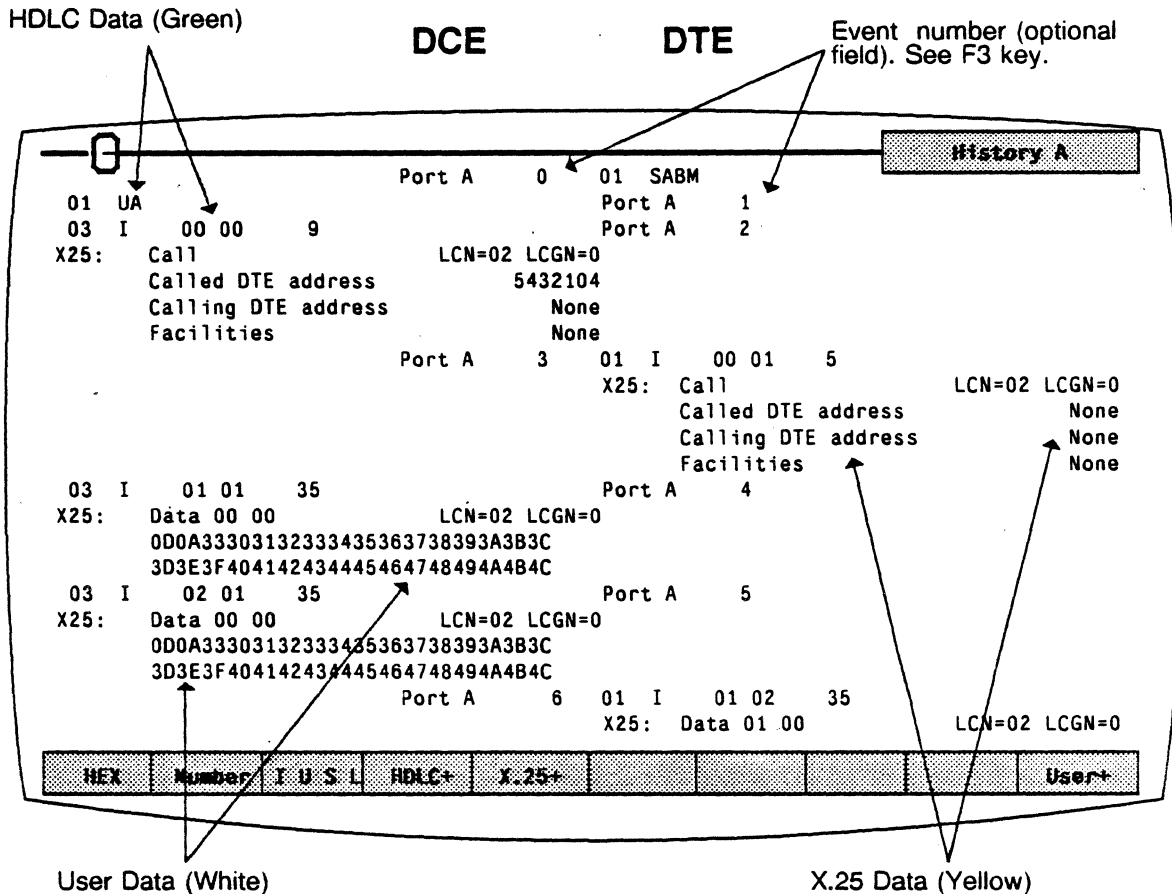 HDLC Data (Green)
DCE DTE
Event number (optional
field). See F3 key.
History A
Port A 0 01 SABM
01 UA Port A 1
03 I 00 00 9 Port A 2
X25: Call LCN=02 LCGN=0
Called DTE address 5432104
Calling DTE address None
Facilities None
Port A 3 01 I 00 01 5
X25: Call LCN=02 LCGN=0
Called DTE address None
Calling DTE address None
Facilities None
03 I 01 01 35 Port A 4
X25: Data 00 00 LCN=02 LCGN=0
0D0A33303132333435363738393A3B3C
3D3E3F404142434445464748494A4B4C
03 I 02 01 35 Port A 5
X25: Data 00 00 LCN=02 LCGN=0
0D0A33303132333435363738393A3B3C
3D3E3F404142434445464748494A4B4C
Port A 6 01 I 01 02 35
X25: Data 01 00 LCN=02 LCGN=0
HEX Number I U S L HDLC+ X.25+ User+
User Data (White) X.25 Data (Yellow)